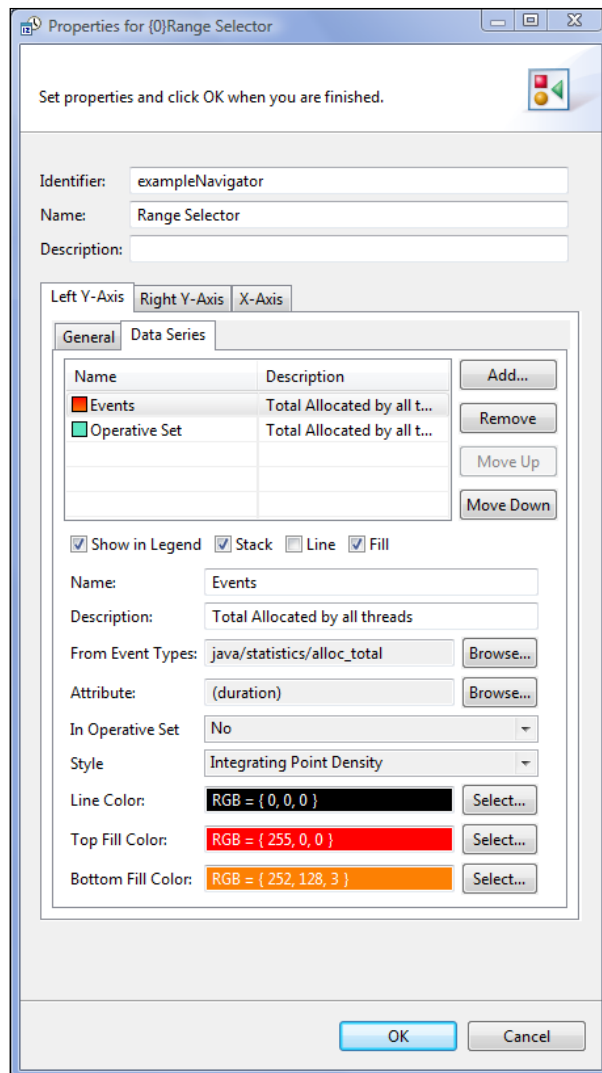 Properties for {0}Range Selector
Set properties and click OK when you are finished.
Identifier: exampleNavigator
Name: Range Selector
Description:
Left Y-Axis Right Y-Axis X-Axis
General Data Series
Name Description Add...
Events Total Allocated by all t...
Remove
Operative Set Total Allocated by all t...
Move Up
Move Down
Show in Legend Stack Line Fill
Name: Events
Description: Total Allocated by all threads
From Event Types: java/statistics/alloc_total Browse...
Attribute: (duration) Browse...
In Operative Set No
Style Integrating Point Density
Line Color: RGB = { 0, 0, 0 } Select...
Top Fill Color: RGB = { 255, 0, 0 } Select...
Bottom Fill Color: RGB = { 252, 128, 3 } Select...
OK Cancel